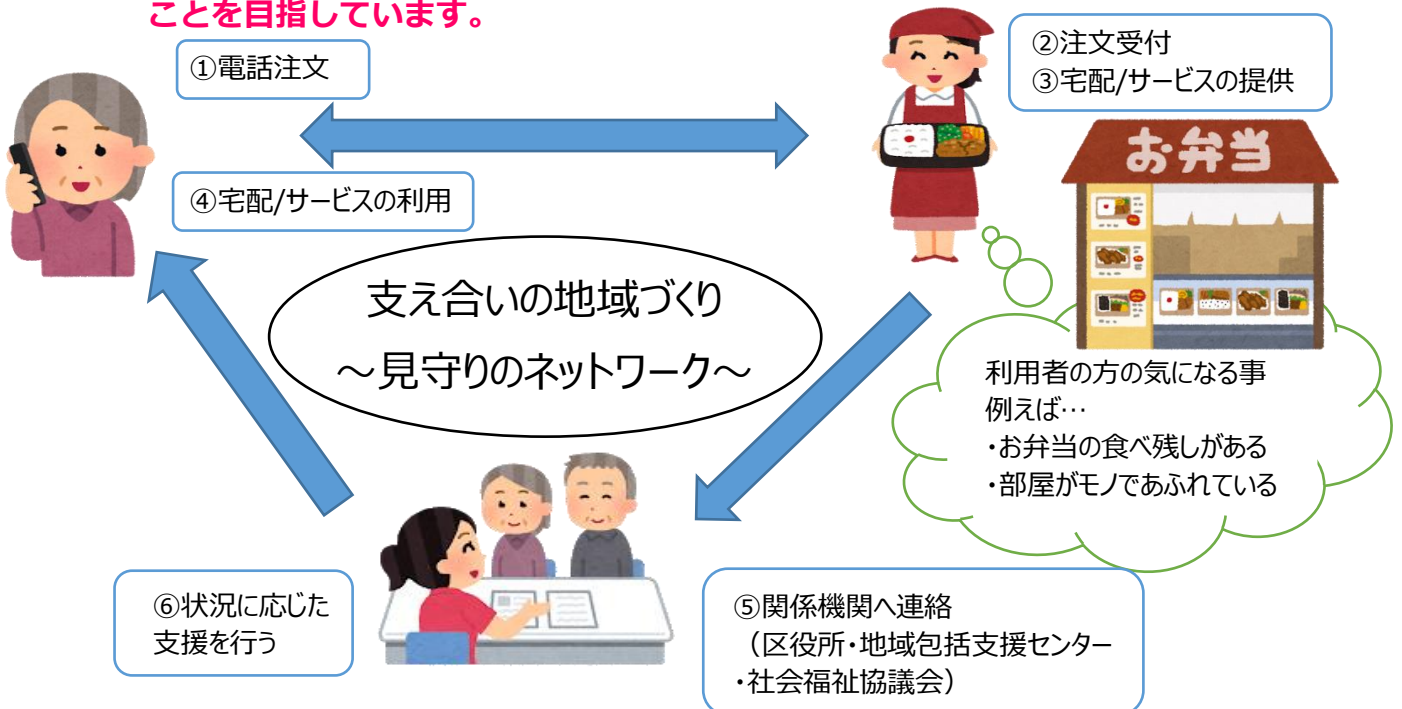 ことを目指しています。
①電話注文
②注文受付
③宅配/サービスの提供
お弁当
④宅配/サービスの利用
支え合いの地域づくり
～見守りのネットワーク～
利用者の方の気になる事
例えば…
・お弁当の食べ残しがある
・部屋がモノであふれている
⑥状況に応じた
支援を行う
⑤関係機関へ連絡
（区役所・地域包括支援センター
・社会福祉協議会）